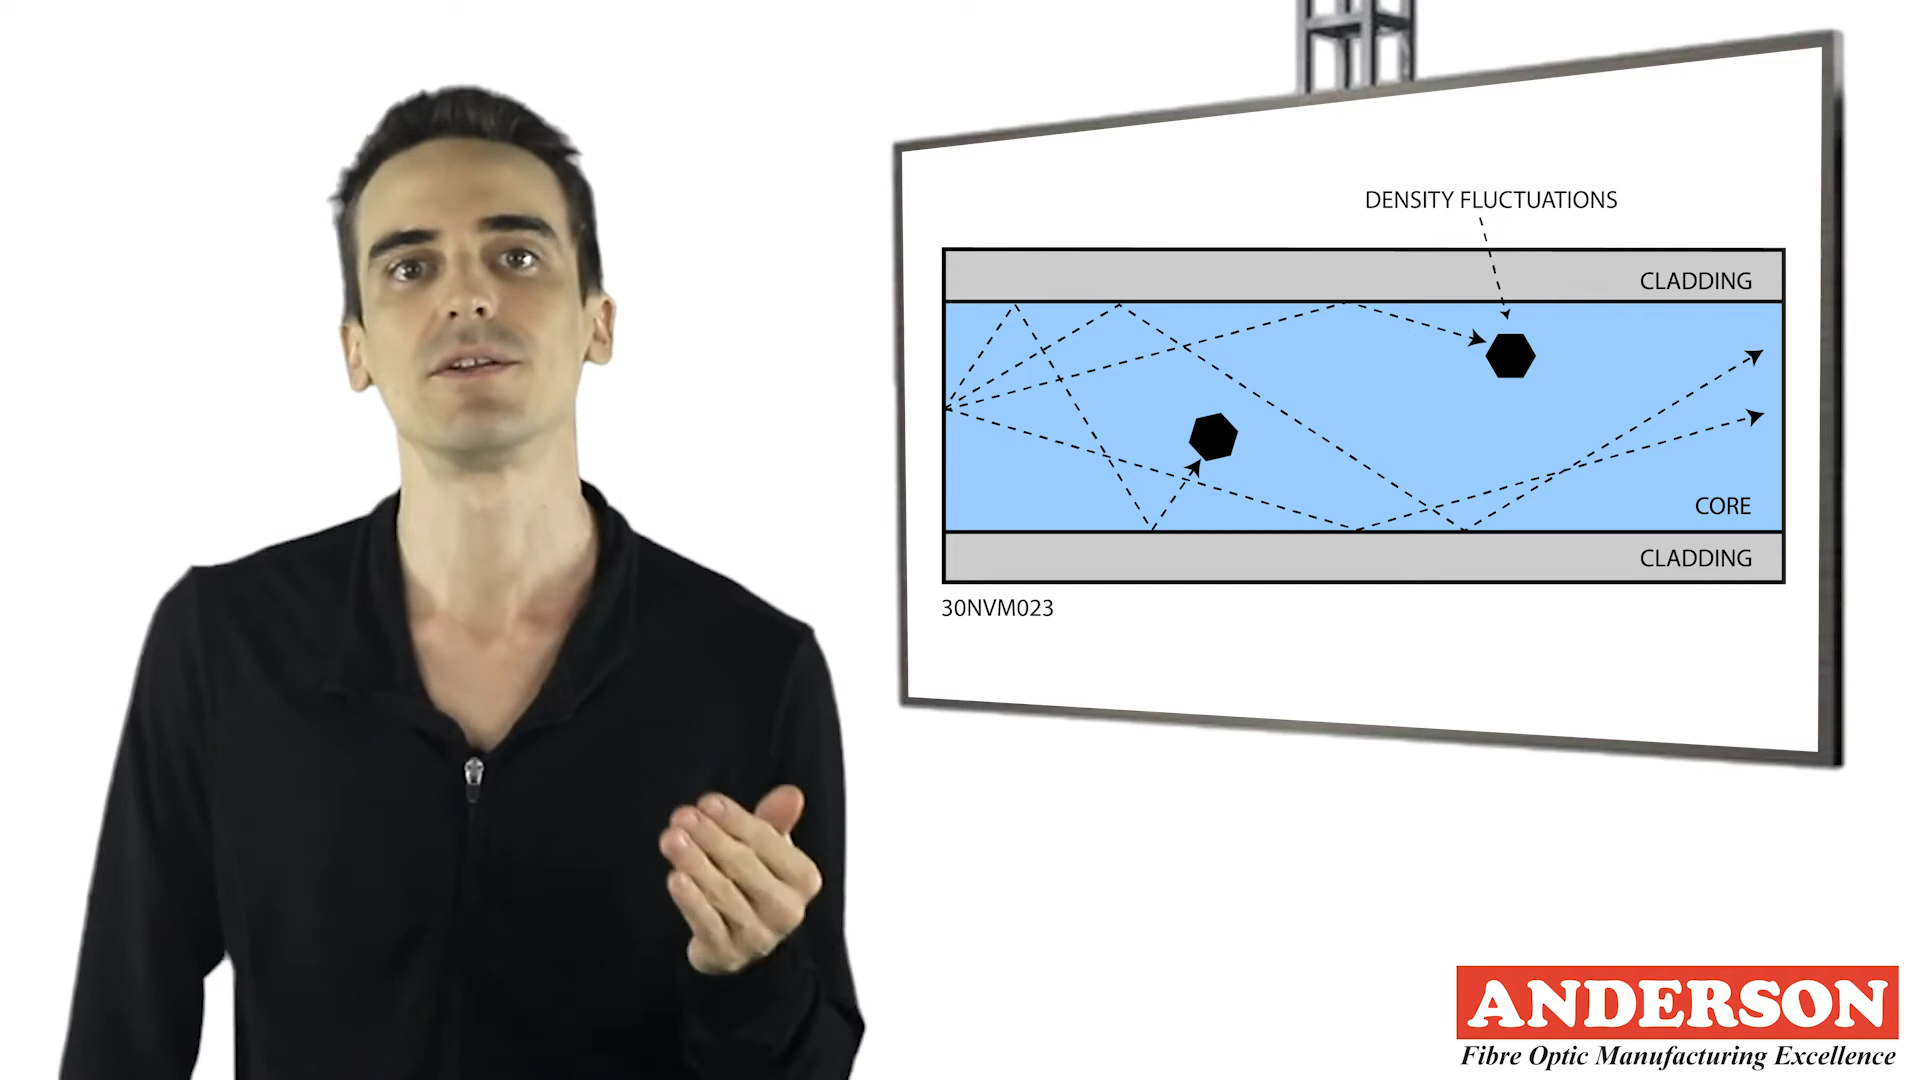 DENSITY FLUCTUATIONS
CLADDING
CORE
CLADDING
30NVM023
ANDERSON
Fibre Optic Manufacturing Excellence